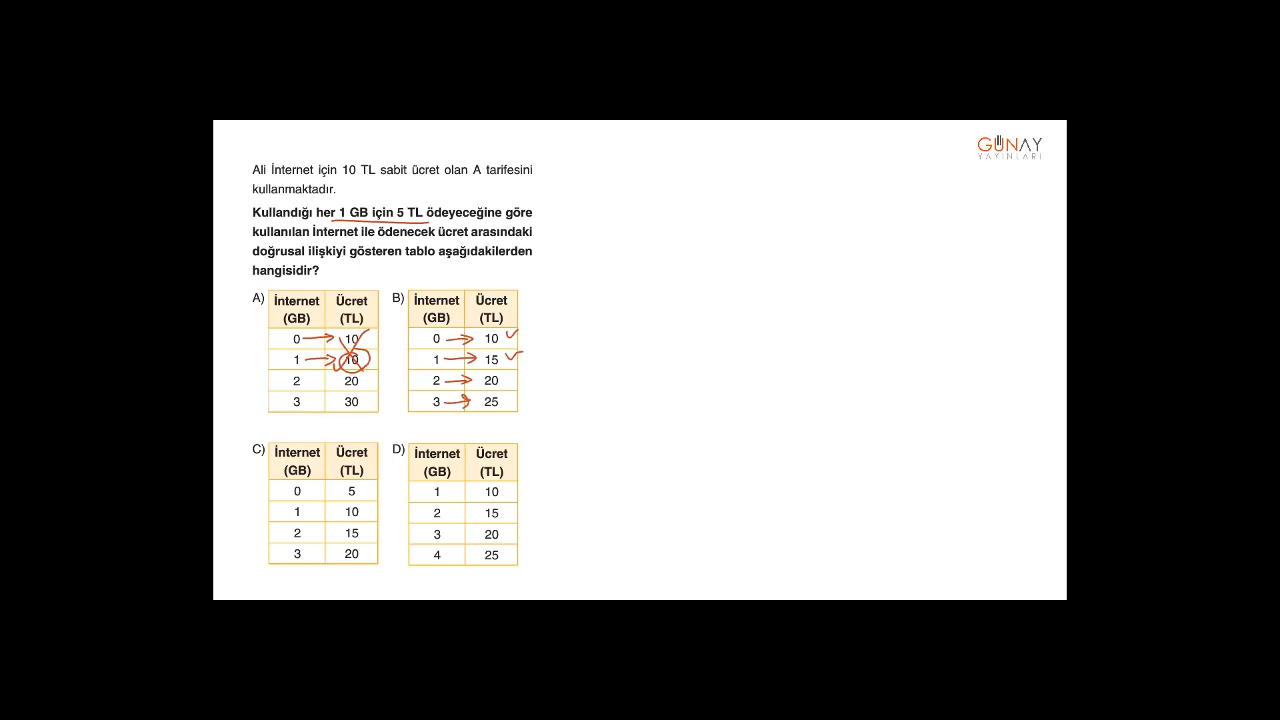 GÜNAY
YAYINLARI
Ali İnternet için 10 TL sabit ücret olan A tarifesini
kullanmaktadır.
Kullandığı her 1 GB için 5 TL ödeyeceğine göre
kullanılan İnternet ile ödenecek ücret arasındaki
doğrusal ilişkiyi gösteren tablo aşağıdakilerden
hangisidir?
A) İnternet (GB) Ücret (TL)
0 10
1 10
2 20
3 30
B) İnternet (GB) Ücret (TL)
0 10
1 15
2 20
3 25
C) İnternet (GB) Ücret (TL)
0 5
1 10
2 15
3 20
D) İnternet (GB) Ücret (TL)
1 10
2 15
3 20
4 25